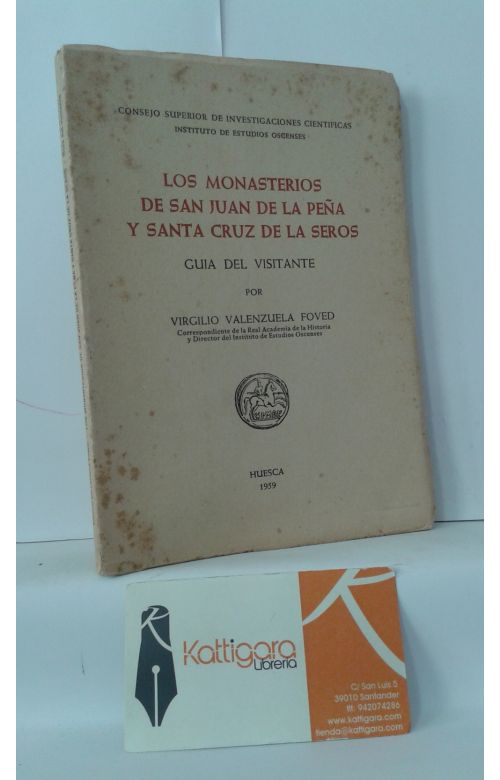 CONSEJO SUPERIOR DE INVESTIGACIONES CIENTIFICAS
INSTITUTO DE ESTUDIOS OSCENSES
LOS MONASTERIOS
DE SAN JUAN DE LA PEÑA
Y SANTA CRUZ DE LA SEROS
GUIA DEL VISITANTE
POR
VIRGILIO VALENZUELA FOVED
Correspondiente de la Real Academia de la Historia
y Director del Instituto de Estudios Oscenses
HUESCA
1959
Kattigara
Librería
C/ San Luis 5
39010 Santander
tlf: 942074286
www.kattigara.com
tienda@kattigara.com